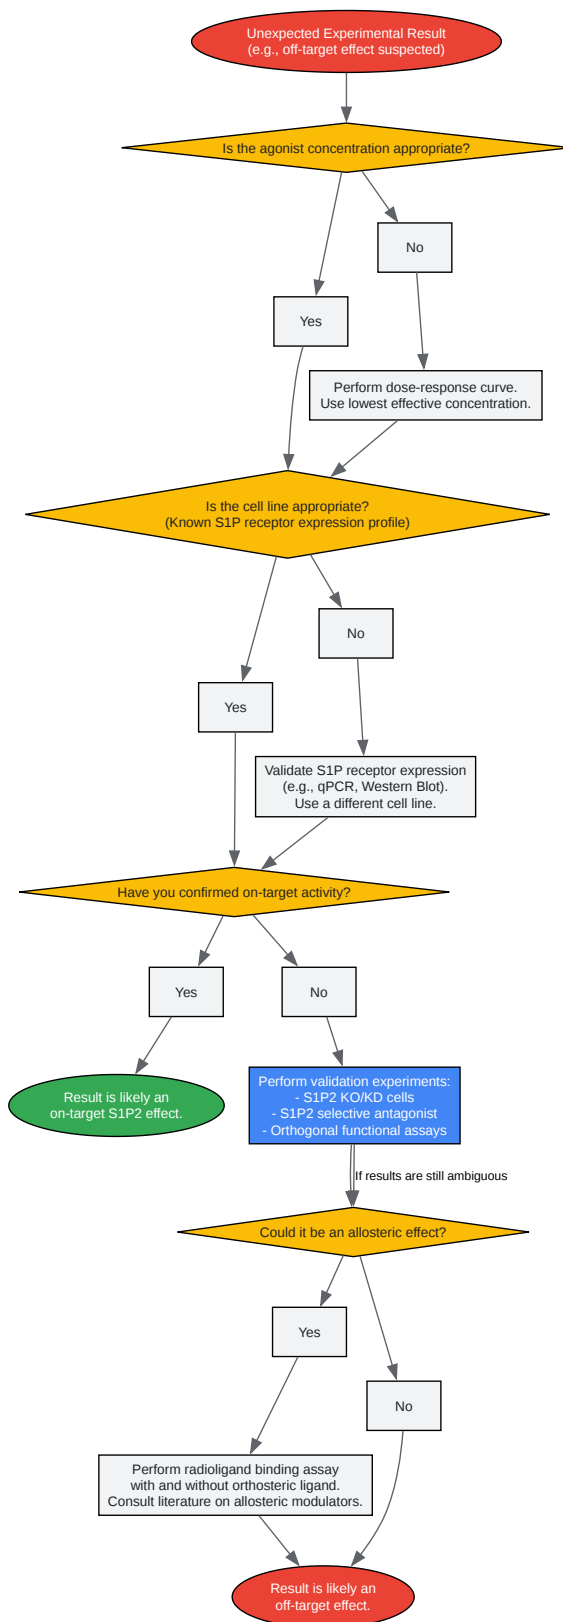 Unexpected Experimental Result
(e.g., off-target effect suspected)
Is the agonist concentration appropriate?
No
Yes
Perform dose-response curve.
Use lowest effective concentration.
Is the cell line appropriate?
(Known S1P receptor expression profile)
No
Yes
Validate S1P receptor expression
(e.g., qPCR, Western Blot).
Use a different cell line.
Have you confirmed on-target activity?
Yes
No
Result is likely an
on-target S1P2 effect.
Perform validation experiments:
- S1P2 KO/KD cells
- S1P2 selective antagonist
- Orthogonal functional assays
If results are still ambiguous
Could it be an allosteric effect?
Yes
No
Perform radioligand binding assay
with and without orthosteric ligand.
Consult literature on allosteric modulators.
Result is likely an
off-target effect.